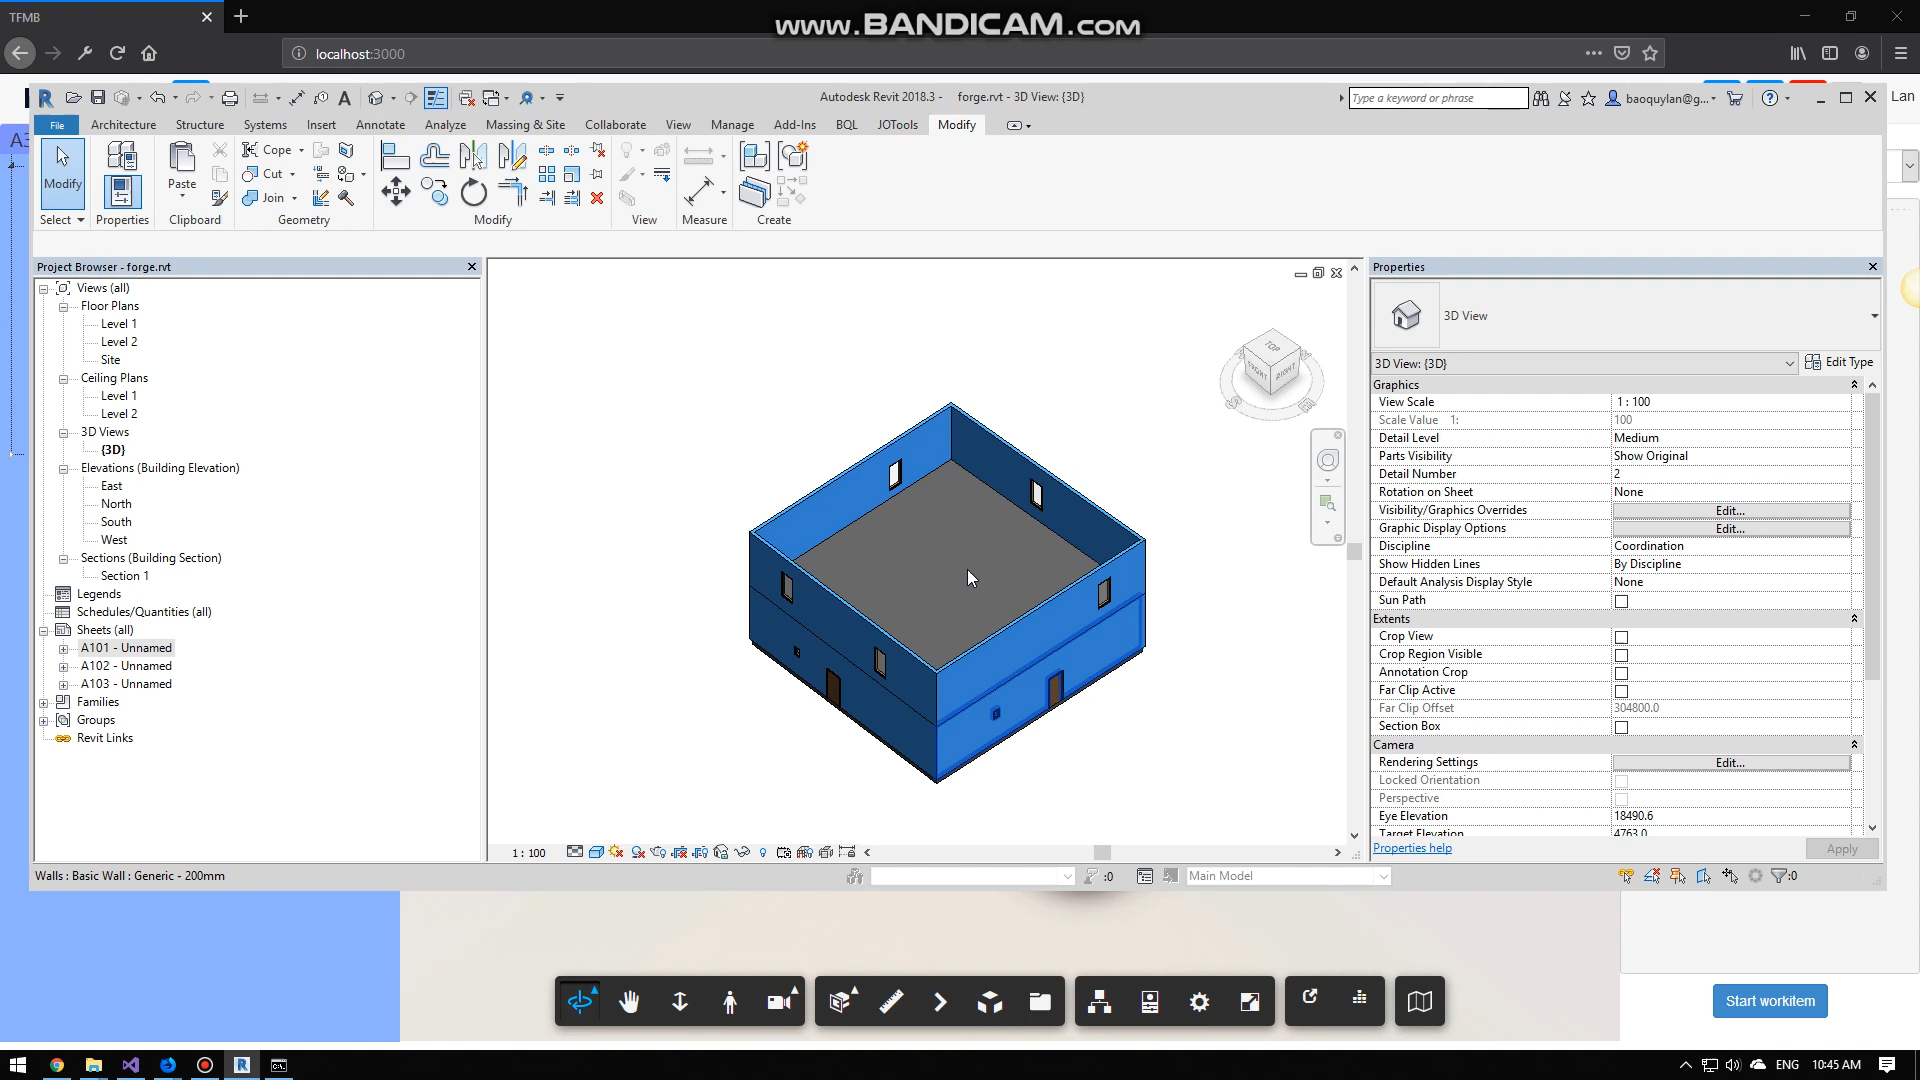 TFMB
www.BANDICAM.com
localhost:3000
Autodesk Revit 2018.3 - forge.rvt - 3D View: {3D}
Type a keyword or phrase
baoquylan@g...
Lan
File Architecture Structure Systems Insert Annotate Analyze Massing & Site Collaborate View Manage Add-Ins BQL JOTools Modify
Modify
Paste
Cope
Cut
Join
Select Properties Clipboard Geometry Modify View Measure Create
Project Browser - forge.rvt
Views (all)
Floor Plans
Level 1
Level 2
Site
Ceiling Plans
Level 1
Level 2
3D Views
{3D}
Elevations (Building Elevation)
East
North
South
West
Sections (Building Section)
Section 1
Legends
Schedules/Quantities (all)
Sheets (all)
A101 - Unnamed
A102 - Unnamed
A103 - Unnamed
Families
Groups
Revit Links
TOP
FRONT
RIGHT
Properties
3D View
3D View: {3D}
Edit Type
Graphics
View Scale 1 : 100
Scale Value 1: 100
Detail Level Medium
Parts Visibility Show Original
Detail Number 2
Rotation on Sheet None
Visibility/Graphics Overrides Edit...
Graphic Display Options Edit...
Discipline Coordination
Show Hidden Lines By Discipline
Default Analysis Display Style None
Sun Path
Extents
Crop View
Crop Region Visible
Annotation Crop
Far Clip Active
Far Clip Offset 304800.0
Section Box
Camera
Rendering Settings Edit...
Locked Orientation
Perspective
Eye Elevation 18490.6
Target Elevation 4763.0
Properties help
Apply
1 : 100
Walls : Basic Wall : Generic - 200mm
:0
Main Model
:0
Start workitem
ENG
10:45 AM